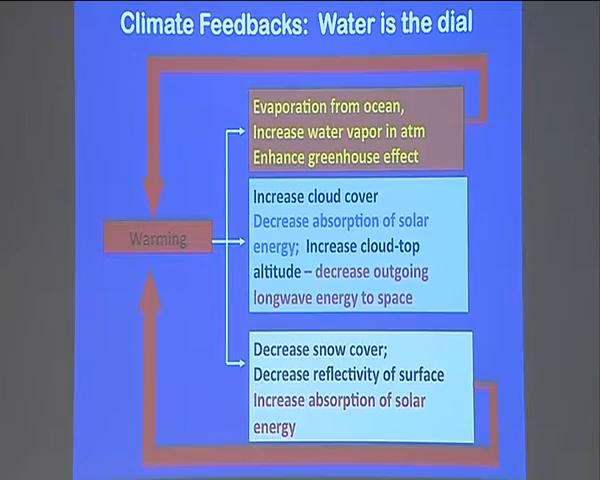 Climate Feedbacks: Water is the dial
Evaporation from ocean,
Increase water vapor in atm
Enhance greenhouse effect
Increase cloud cover
Decrease absorption of solar
energy; Increase cloud-top
altitude – decrease outgoing
longwave energy to space
Warming
Decrease snow cover;
Decrease reflectivity of surface
Increase absorption of solar
energy